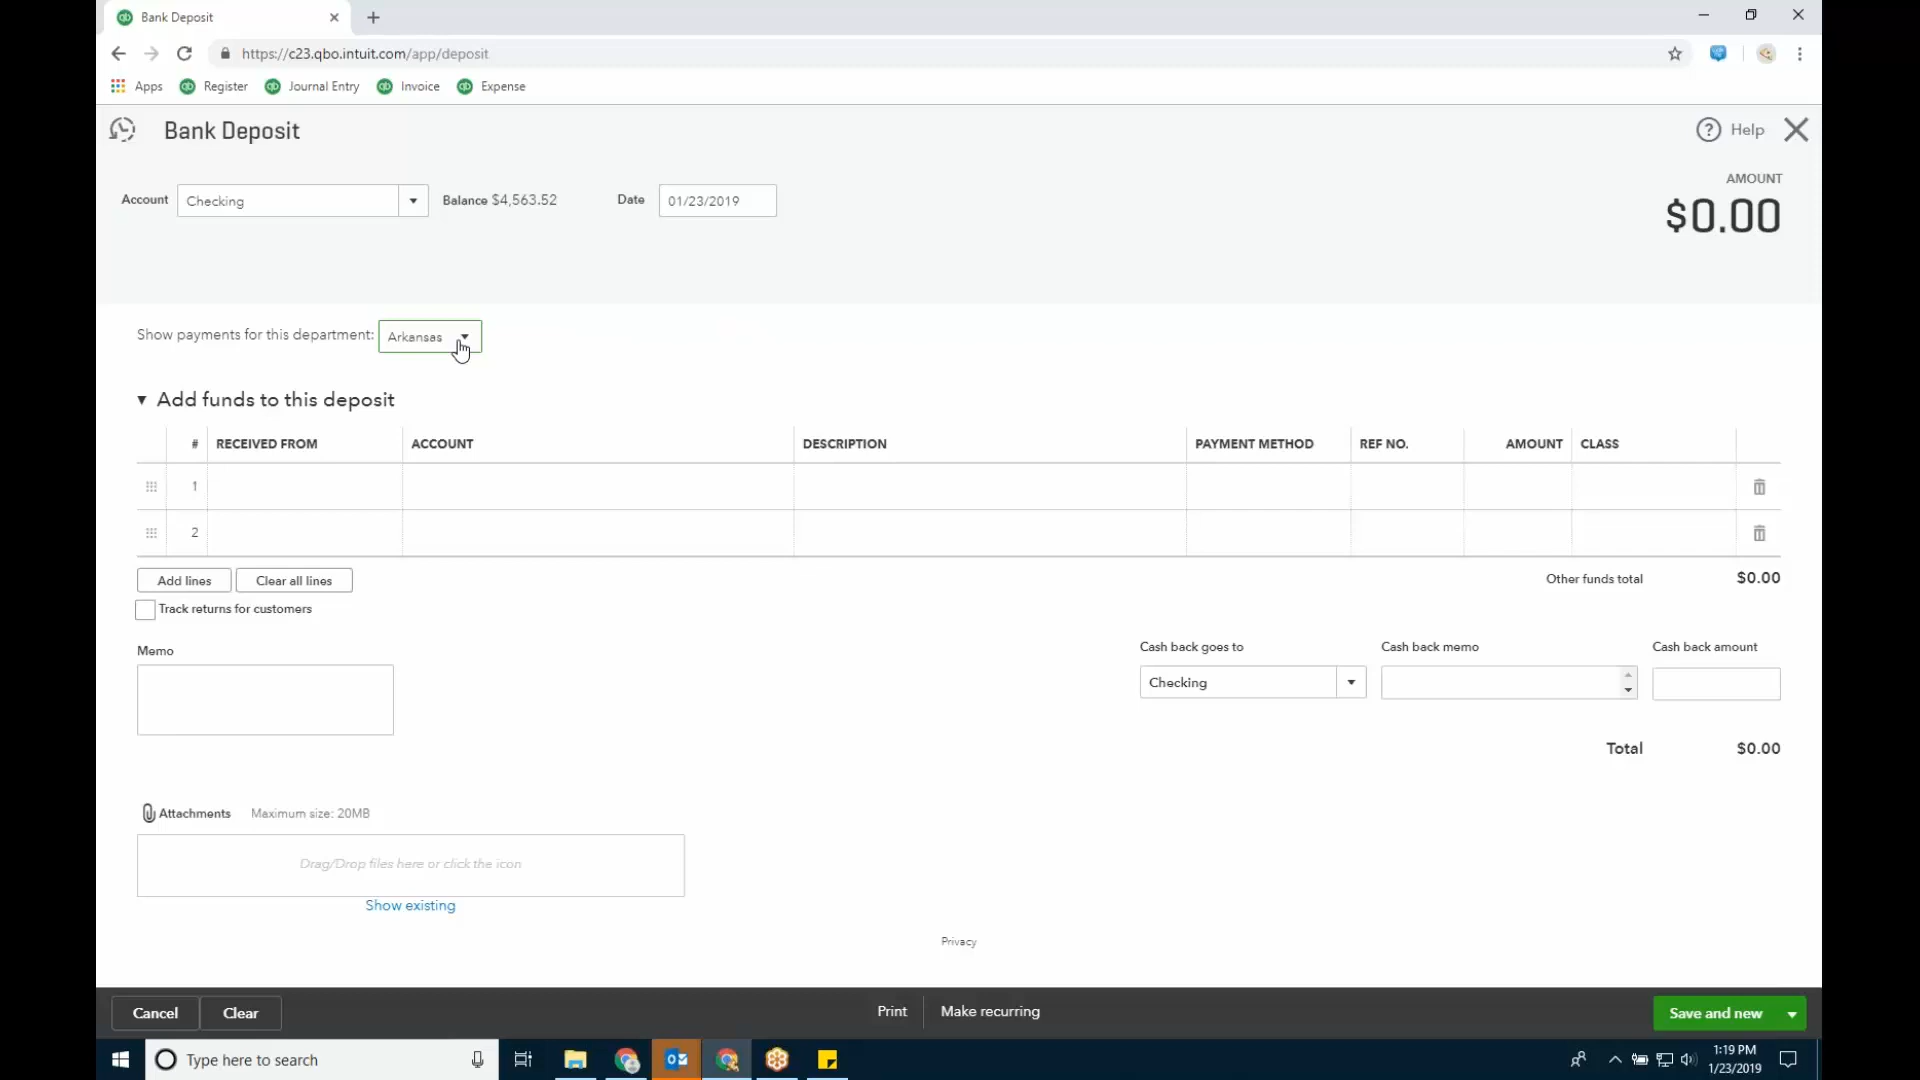 Bank Deposit
https://c23.qbo.intuit.com/app/deposit
Apps Register Journal Entry Invoice Expense
Bank Deposit
? Help
Account Checking Balance $4,563.52 Date 01/23/2019
AMOUNT
$0.00
Show payments for this department: Arkansas
Add funds to this deposit
# RECEIVED FROM ACCOUNT DESCRIPTION PAYMENT METHOD REF NO. AMOUNT CLASS
1
2
Add lines Clear all lines
Other funds total $0.00
Track returns for customers
Memo
Cash back goes to Cash back memo Cash back amount
Checking
Total $0.00
Attachments Maximum size: 20MB
Drag/Drop files here or click the icon
Show existing
Privacy
Cancel Clear Print Make recurring Save and new
Type here to search
1:19 PM
1/23/2019